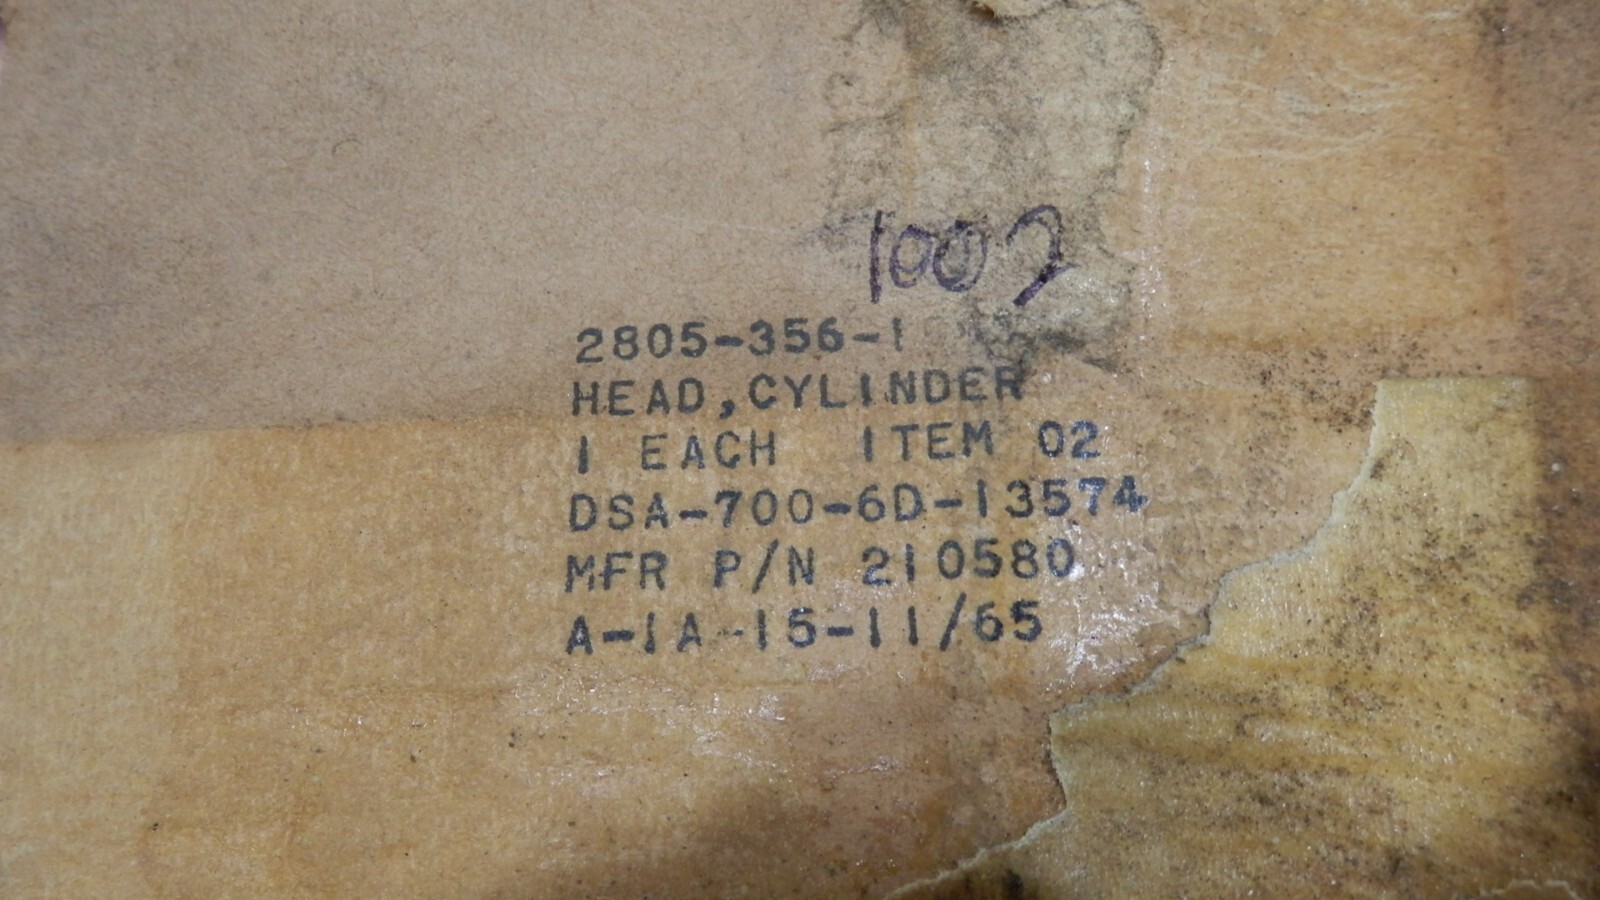 1002
2805-356-1
HEAD, CYLINDER
1 EACH ITEM 02
DSA-700-6D-13574
MFR P/N 210580
A-1A-15-11/65